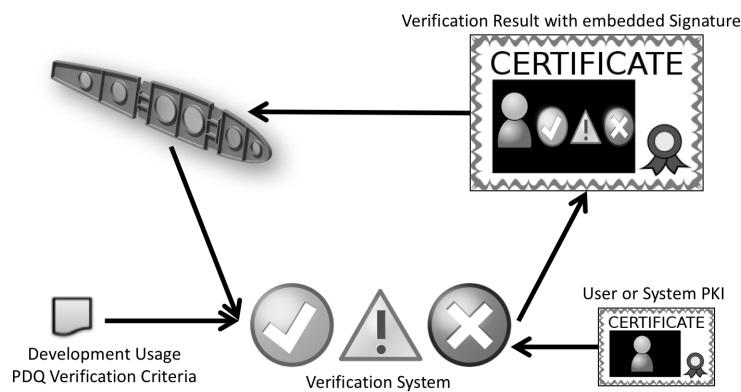 Verification Result with embedded Signature
CERTIFICATE
User or System PKI
CERTIFICATE
Development Usage
PDQ Verification Criteria
Verification System